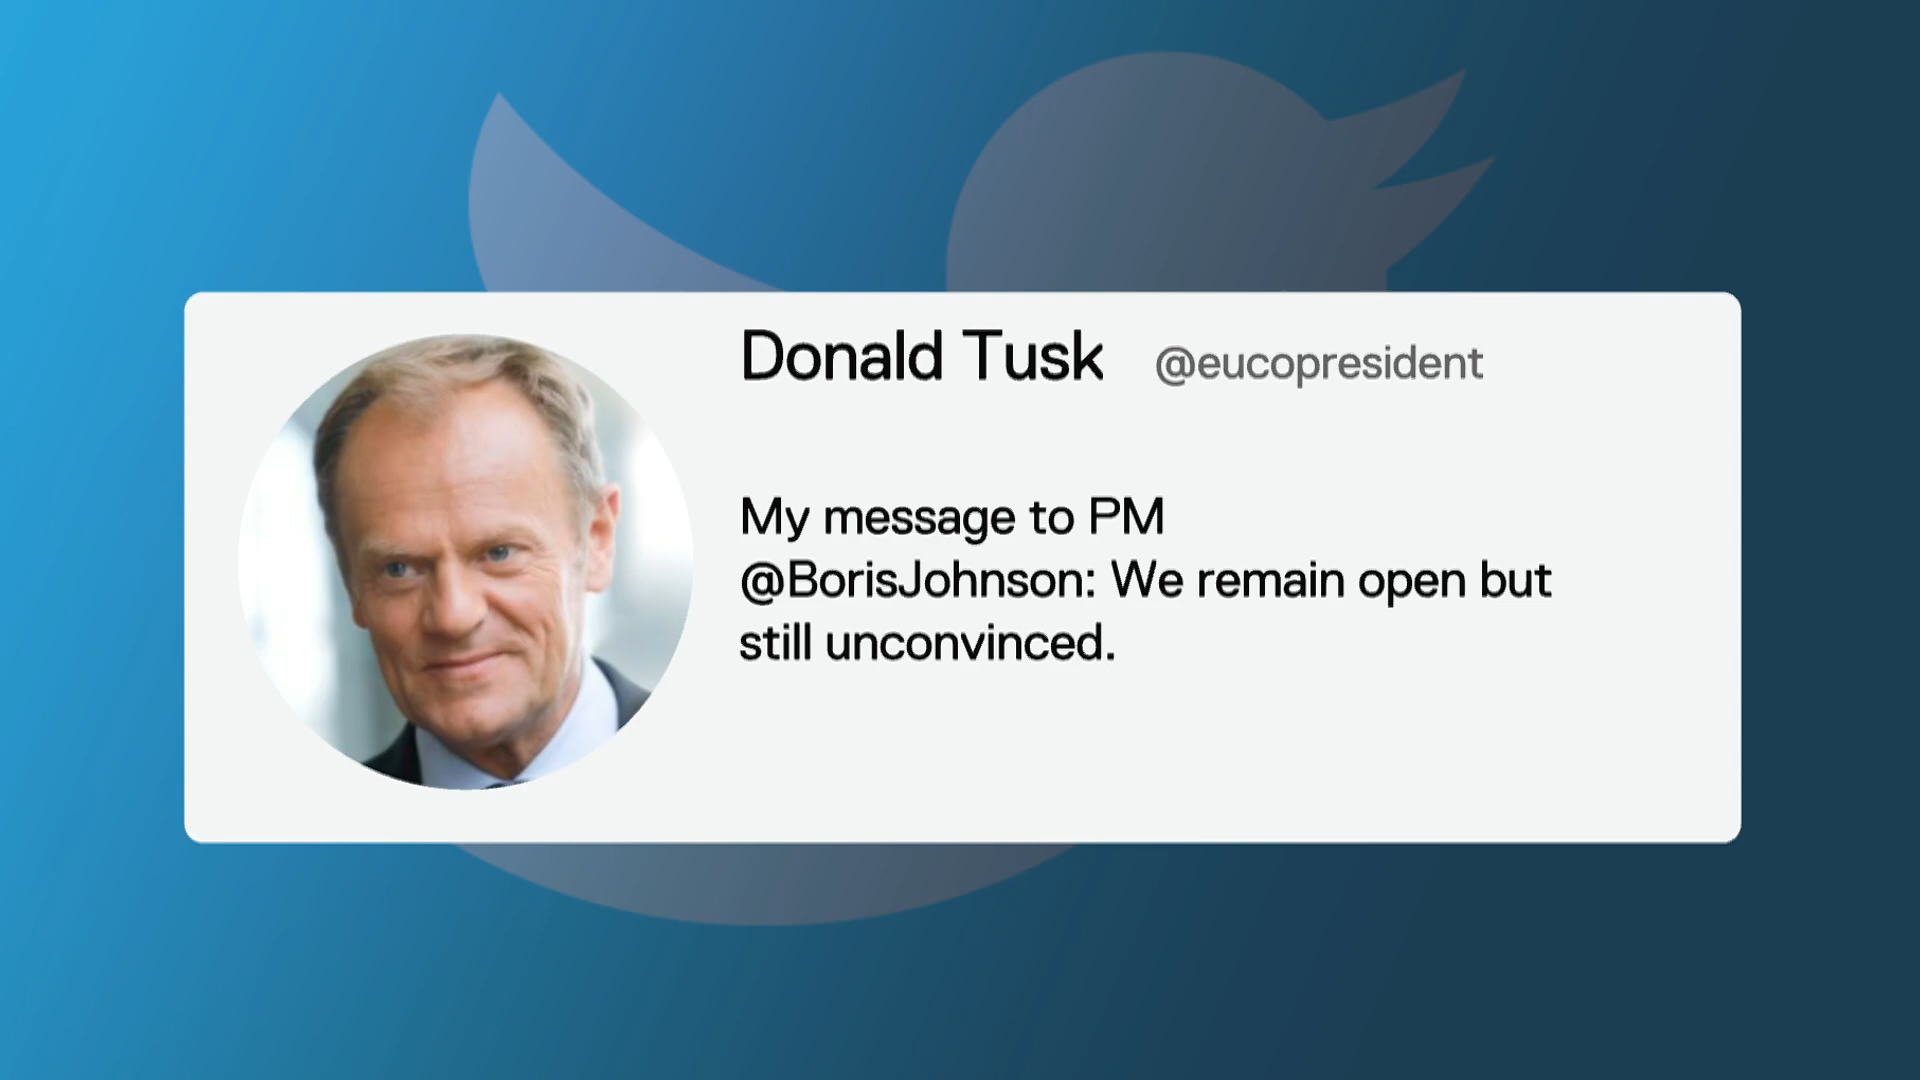 Donald Tusk @eucopresident
My message to PM
@BorisJohnson: We remain open but
still unconvinced.